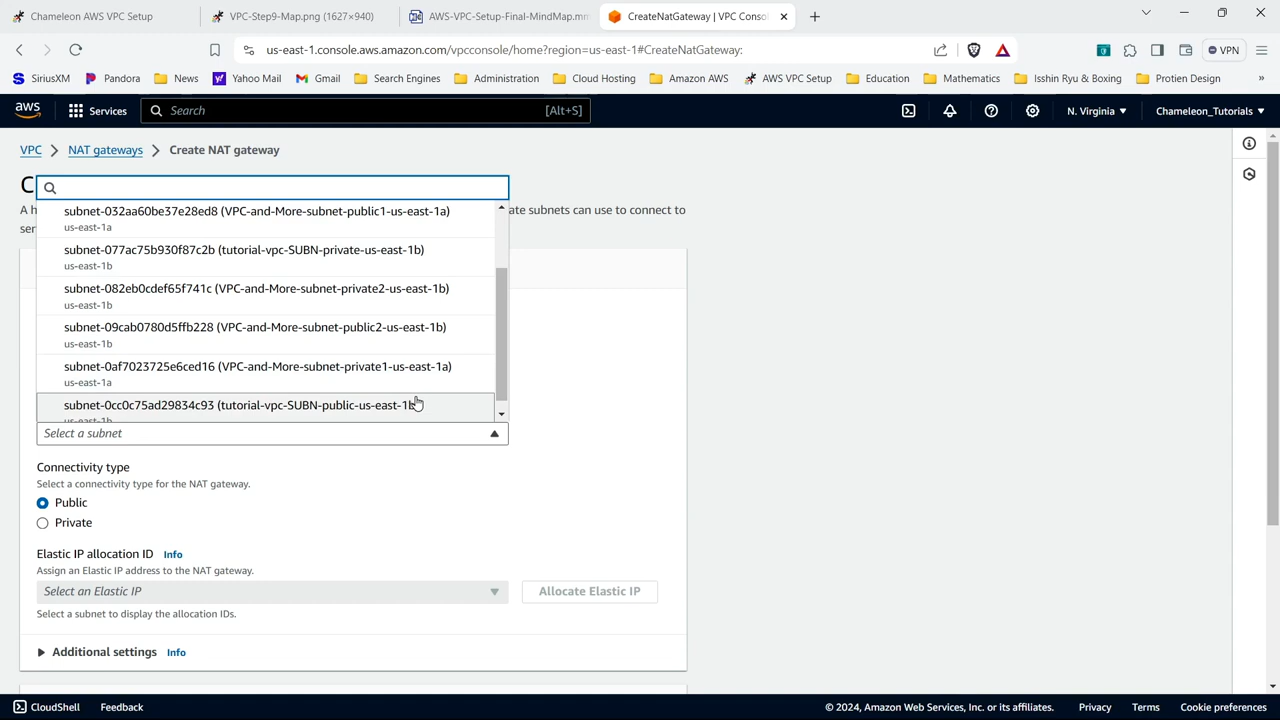 Chameleon AWS VPC Setup
VPC-Step9-Map.png (1627×940)
AWS-VPC-Setup-Final-MindMap.mm
CreateNatGateway | VPC Conso
us-east-1.console.aws.amazon.com/vpcconsole/home?region=us-east-1#CreateNatGateway:
VPN
SiriusXM
Pandora
News
Yahoo Mail
Gmail
Search Engines
Administration
Cloud Hosting
Amazon AWS
AWS VPC Setup
Education
Mathematics
Isshin Ryu & Boxing
Protien Design
»
aws
Services
Search
[Alt+S]
N. Virginia
Chameleon_Tutorials
VPC
NAT gateways
Create NAT gateway
C
A h
ate subnets can use to connect to
ser
subnet-032aa60be37e28ed8 (VPC-and-More-subnet-public1-us-east-1a)
us-east-1a
subnet-077ac75b930f87c2b (tutorial-vpc-SUBN-private-us-east-1b)
us-east-1b
subnet-082eb0cdef65f741c (VPC-and-More-subnet-private2-us-east-1b)
us-east-1b
subnet-09cab0780d5ffb228 (VPC-and-More-subnet-public2-us-east-1b)
us-east-1b
subnet-0af7023725e6ced16 (VPC-and-More-subnet-private1-us-east-1a)
us-east-1a
subnet-0cc0c75ad29834c93 (tutorial-vpc-SUBN-public-us-east-1b)
us-east-1b
Select a subnet
Connectivity type
Select a connectivity type for the NAT gateway.
Public
Private
Elastic IP allocation ID Info
Assign an Elastic IP address to the NAT gateway.
Select an Elastic IP
Allocate Elastic IP
Select a subnet to display the allocation IDs.
Additional settings Info
CloudShell
Feedback
© 2024, Amazon Web Services, Inc. or its affiliates.
Privacy
Terms
Cookie preferences